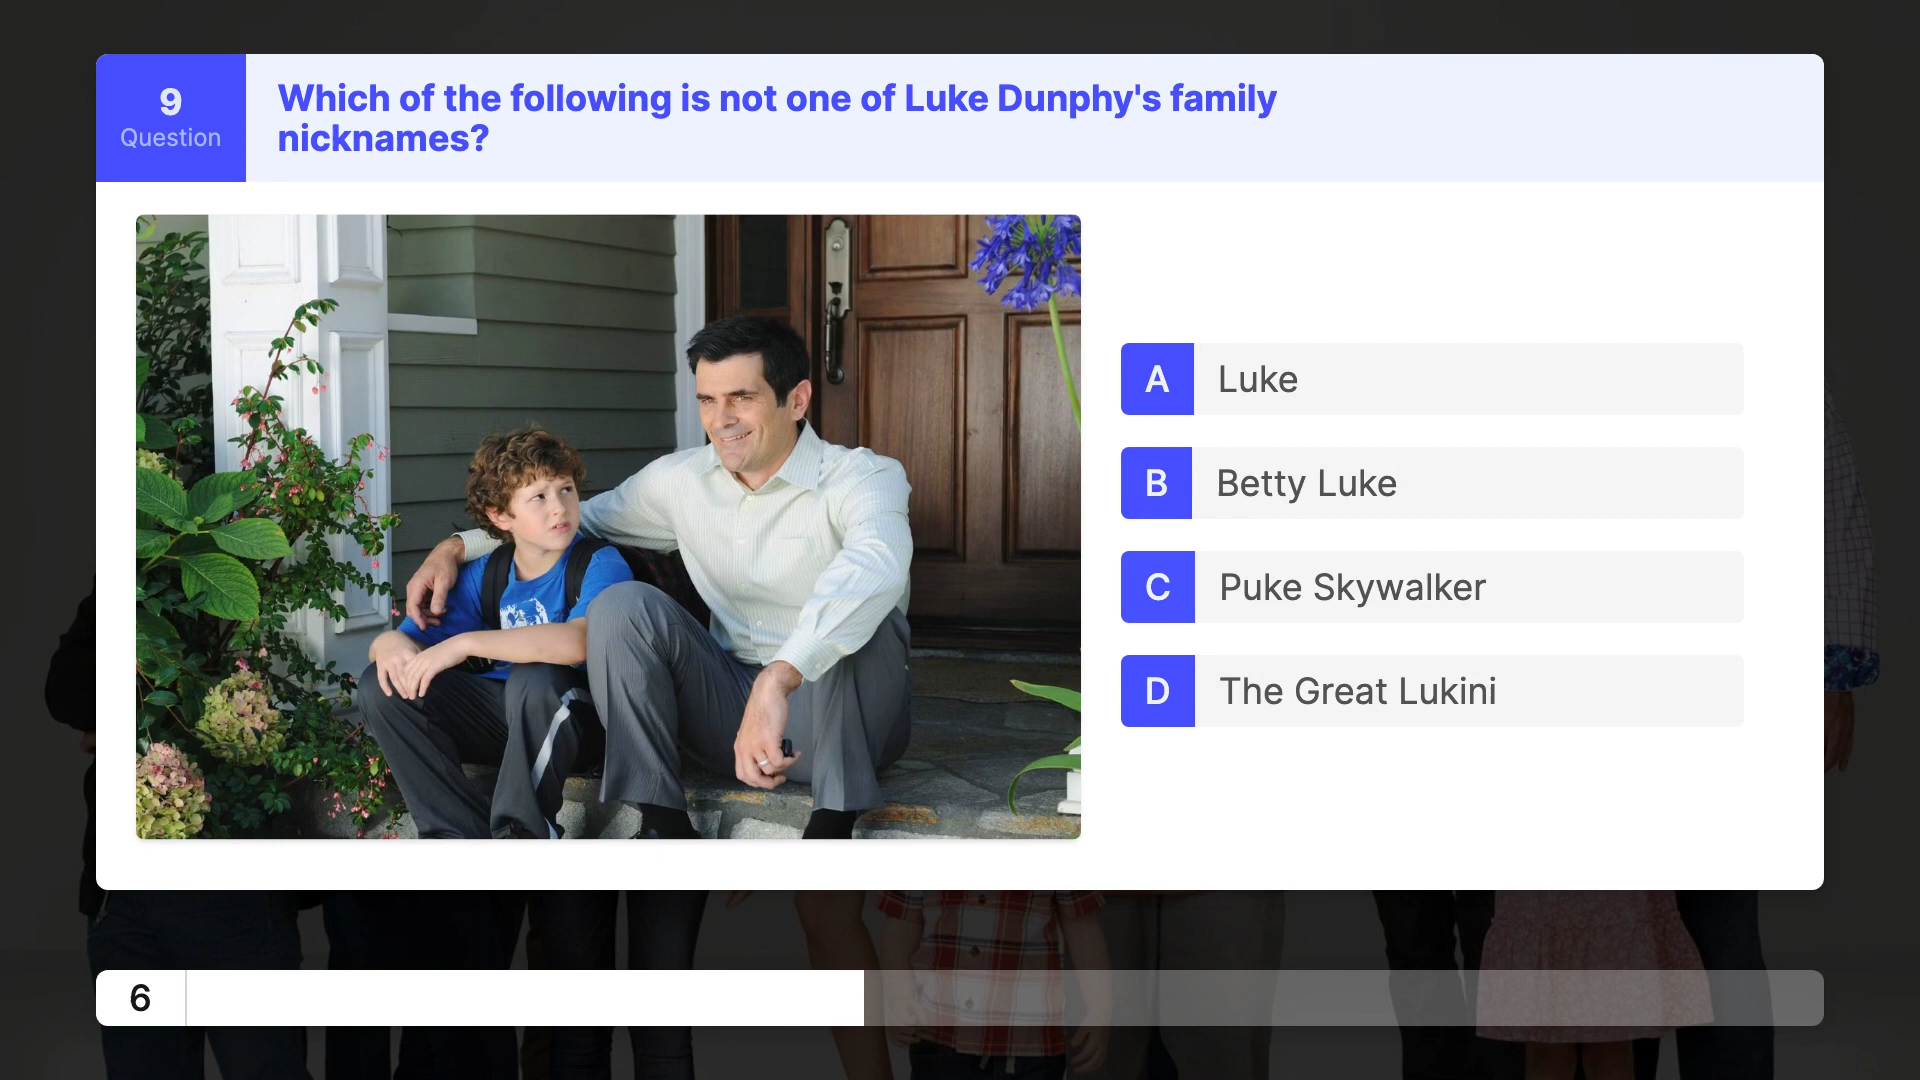 9
Question
Which of the following is not one of Luke Dunphy's family
nicknames?
A
Luke
B
Betty Luke
C
Puke Skywalker
D
The Great Lukini
6